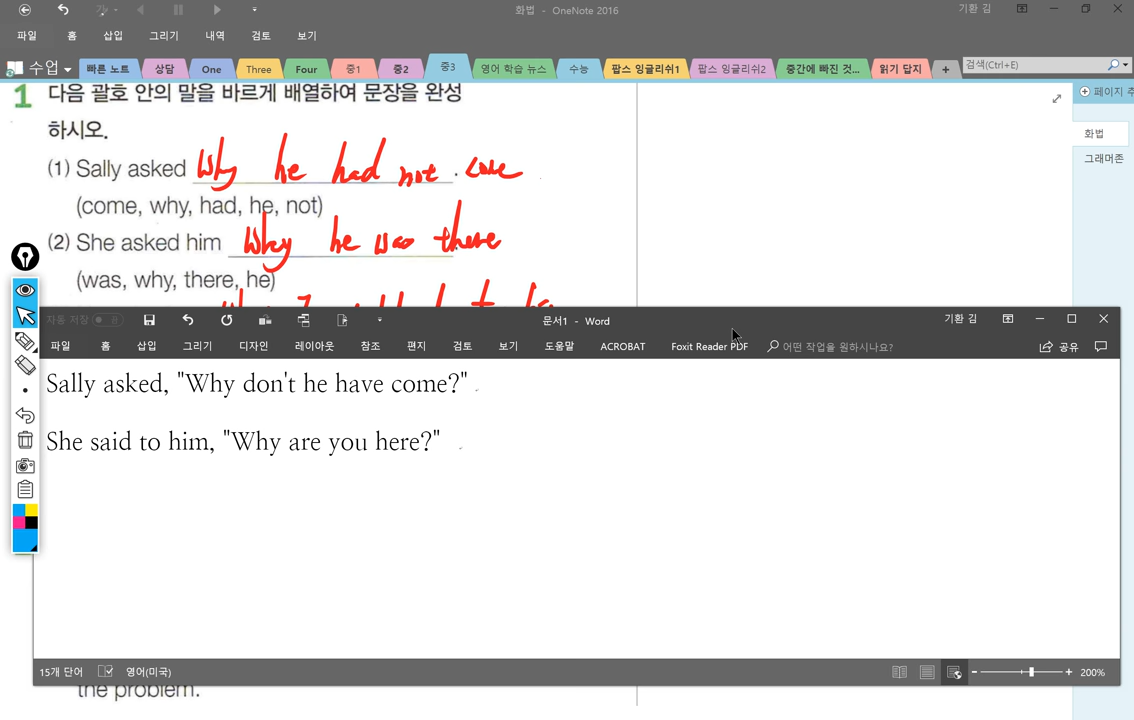 화법 - OneNote 2016
기환 김
파일 홈 삽입 그리기 내역 검토 보기
수업 빠른 노트 상담 One Three Four 중1 중2 중3 영어 학습 뉴스 수능 팝스 잉글리쉬1 팝스 잉글리쉬2 중간에 빠진 것... 읽기 답지 + 검색(Ctrl+E)
페이지 추
화법
그래머존
1 다음 괄호 안의 말을 바르게 배열하여 문장을 완성
하시오.
(1) Sally asked why he had not come.
(come, why, had, he, not)
(2) She asked him why he was there.
(was, why, there, he)
자동 저장 끔
문서1 - Word
기환 김
파일 홈 삽입 그리기 디자인 레이아웃 참조 편지 검토 보기 도움말 ACROBAT Foxit Reader PDF 어떤 작업을 원하시나요? 공유
Sally asked, "Why don't he have come?"
She said to him, "Why are you here?"
15개 단어 영어(미국) 200%
the problem.